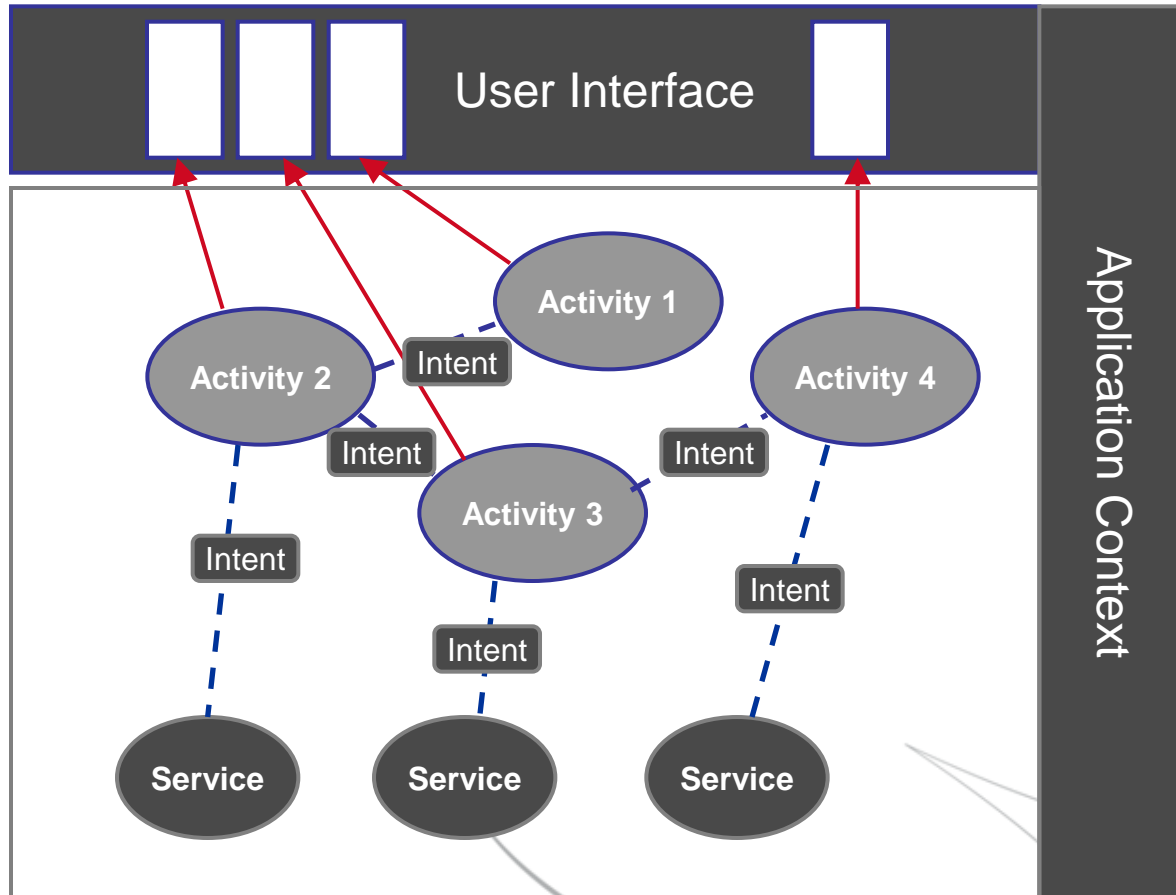 User Interface
Application Context
Activity 1
Intent
Activity 2
Activity 4
Intent
Intent
Activity 3
Intent
Intent
Intent
Service
Service
Service